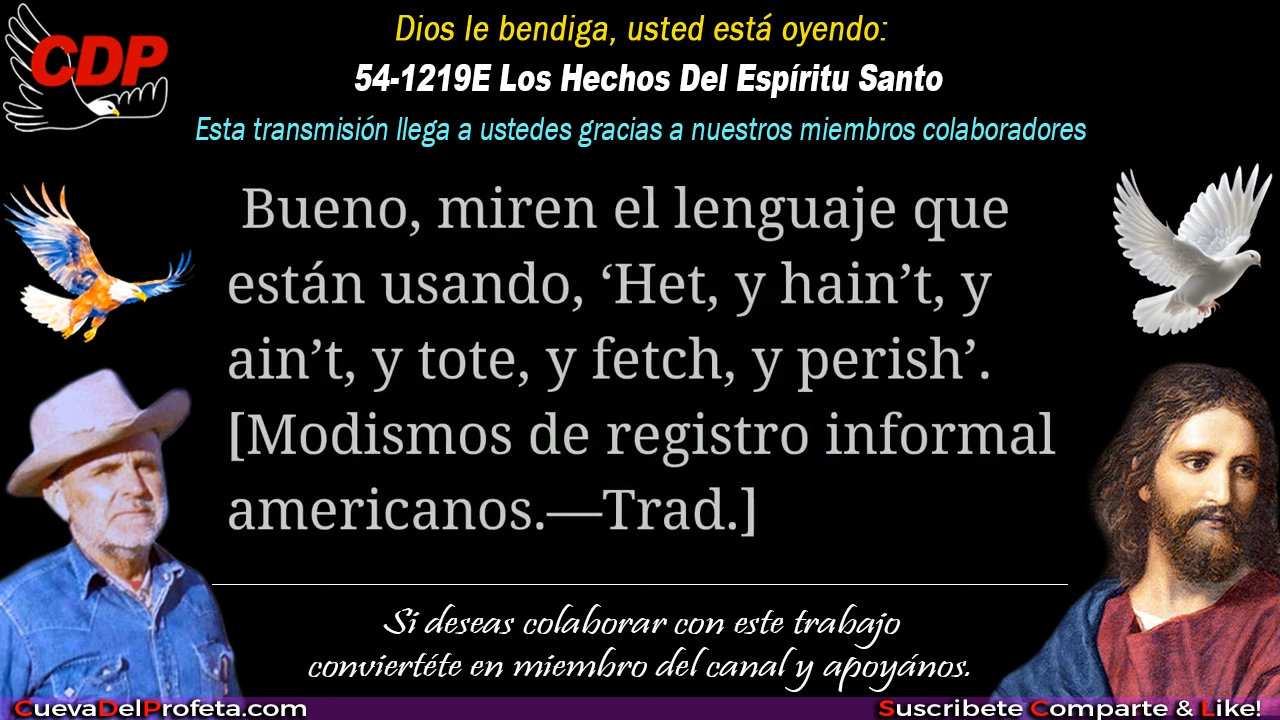 CDP
Dios le bendiga, usted está oyendo:
54-1219E Los Hechos Del Espíritu Santo
Esta transmisión llega a ustedes gracias a nuestros miembros colaboradores
Bueno, miren el lenguaje que
están usando, ‘Het, y hain’t, y
ain’t, y tote, y fetch, y perish’.
[Modismos de registro informal
americanos.—Trad.]
Si deseas colaborar con este trabajo
conviertéte en miembro del canal y apoyános.
CuevaDelProfeta.com
Suscribete Comparte & Like!